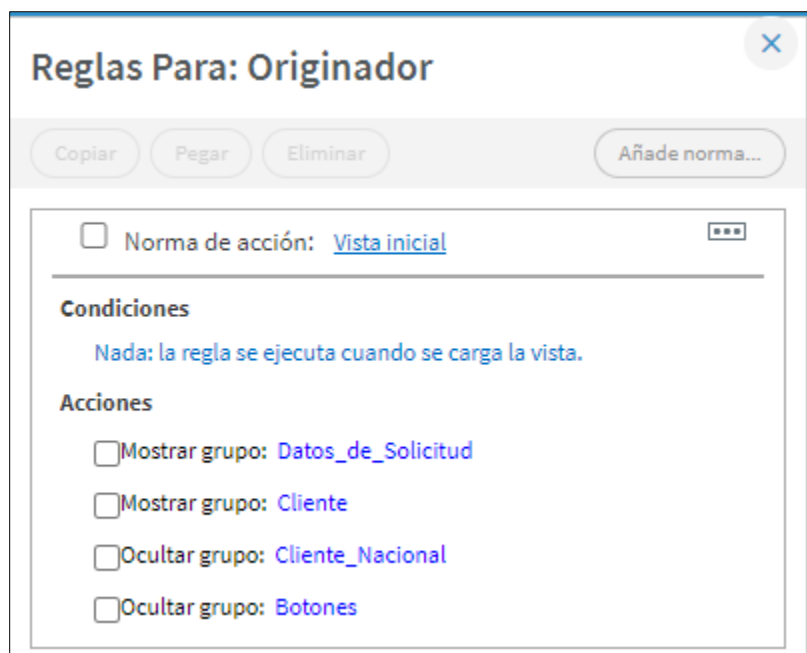 Reglas Para: Originador
Copiar Pegar Eliminar Añade norma...
Norma de acción: Vista inicial
Condiciones
Nada: la regla se ejecuta cuando se carga la vista.
Acciones
Mostrar grupo: Datos_de_Solicitud
Mostrar grupo: Cliente
Ocultar grupo: Cliente_Nacional
Ocultar grupo: Botones